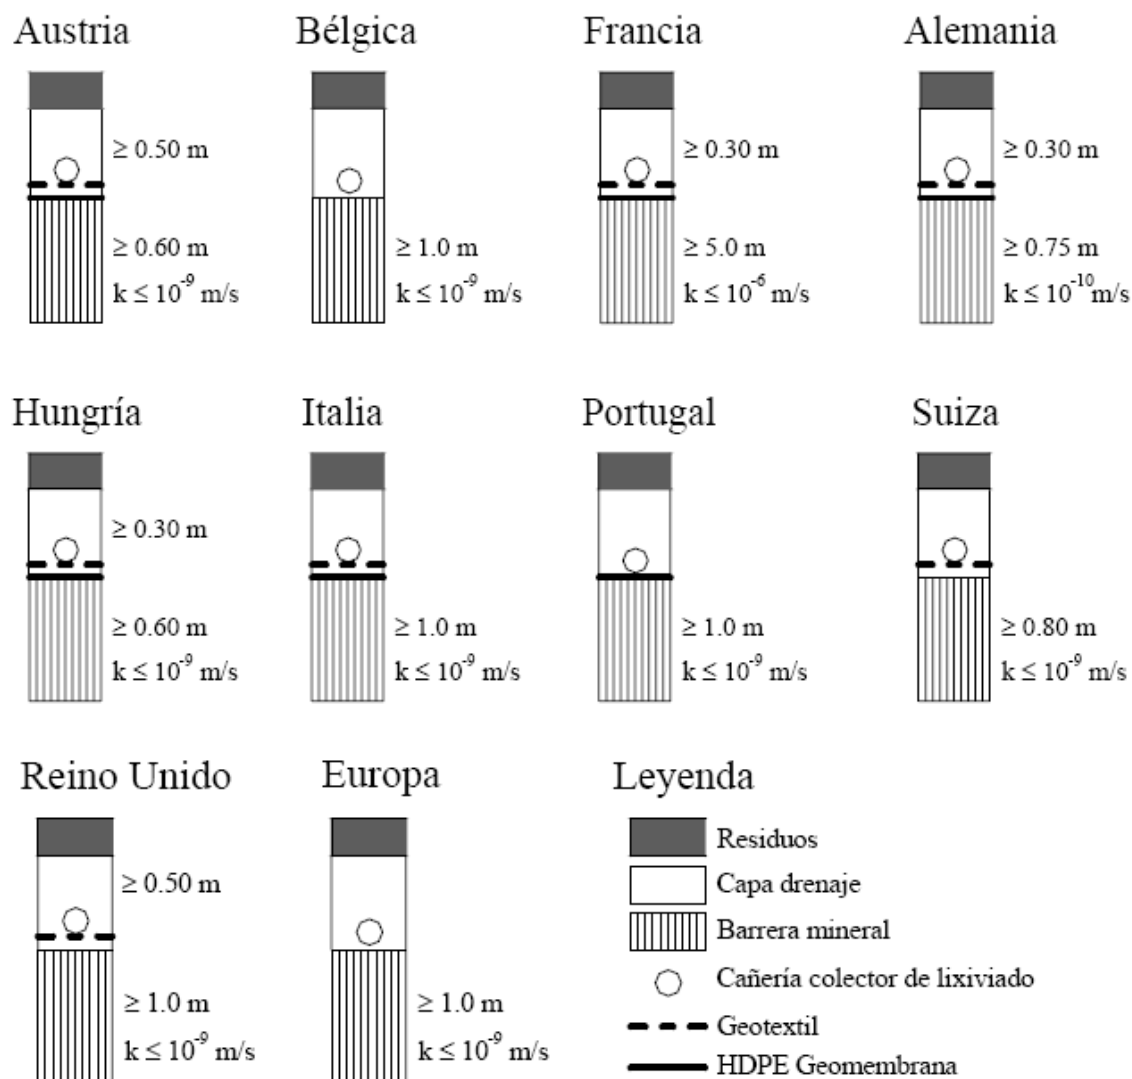 Austria
≥ 0.50 m
≥ 0.60 m
k ≤ 10⁻⁹ m/s
Bélgica
≥ 1.0 m
k ≤ 10⁻⁹ m/s
Francia
≥ 0.30 m
≥ 5.0 m
k ≤ 10⁻⁶ m/s
Alemania
≥ 0.30 m
≥ 0.75 m
k ≤ 10⁻¹⁰m/s
Hungría
≥ 0.30 m
≥ 0.60 m
k ≤ 10⁻⁹ m/s
Italia
≥ 1.0 m
k ≤ 10⁻⁹ m/s
Portugal
≥ 1.0 m
k ≤ 10⁻⁹ m/s
Suiza
≥ 0.80 m
k ≤ 10⁻⁹ m/s
Reino Unido
≥ 0.50 m
≥ 1.0 m
k ≤ 10⁻⁹ m/s
Europa
≥ 1.0 m
k ≤ 10⁻⁹ m/s
Leyenda
Residuos
Capa drenaje
Barrera mineral
Cañería colector de lixiviado
Geotextil
HDPE Geomembrana